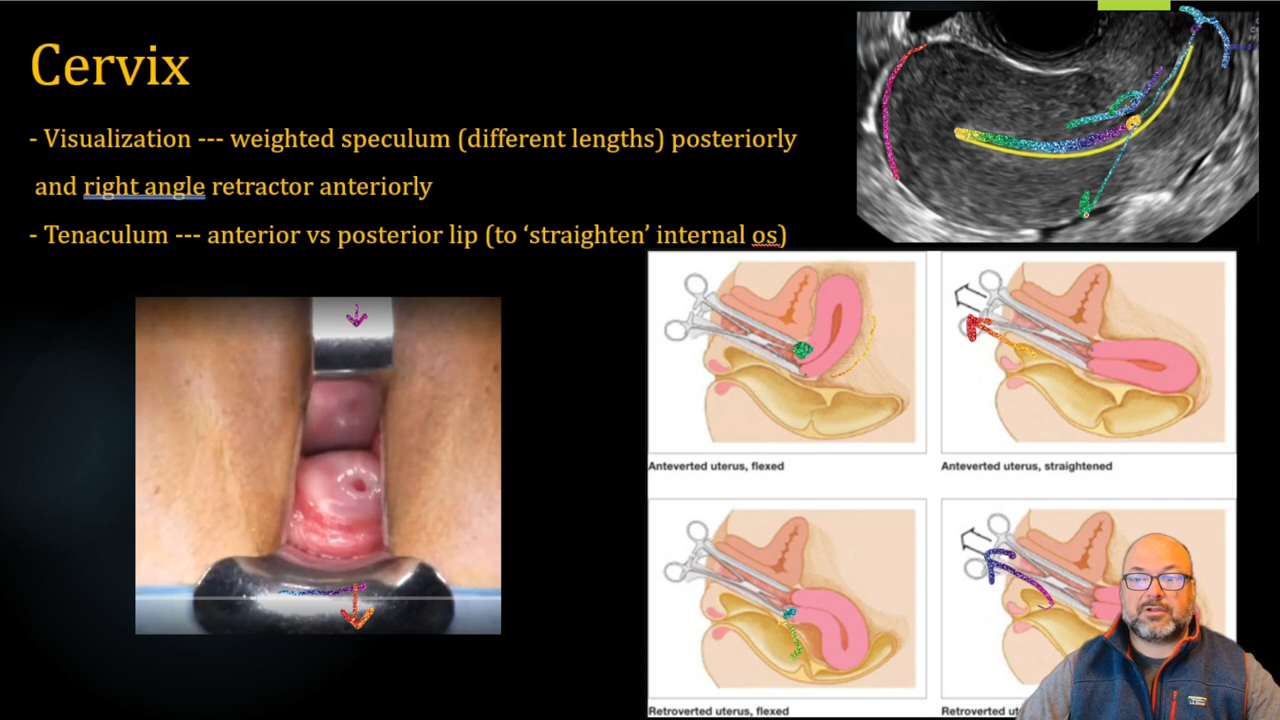 Cervix
- Visualization --- weighted speculum (different lengths) posteriorly
and right angle retractor anteriorly
- Tenaculum --- anterior vs posterior lip (to ‘straighten’ internal os)
Anteverted uterus, flexed
Anteverted uterus, straightened
Retroverted uterus, flexed
Retroverted